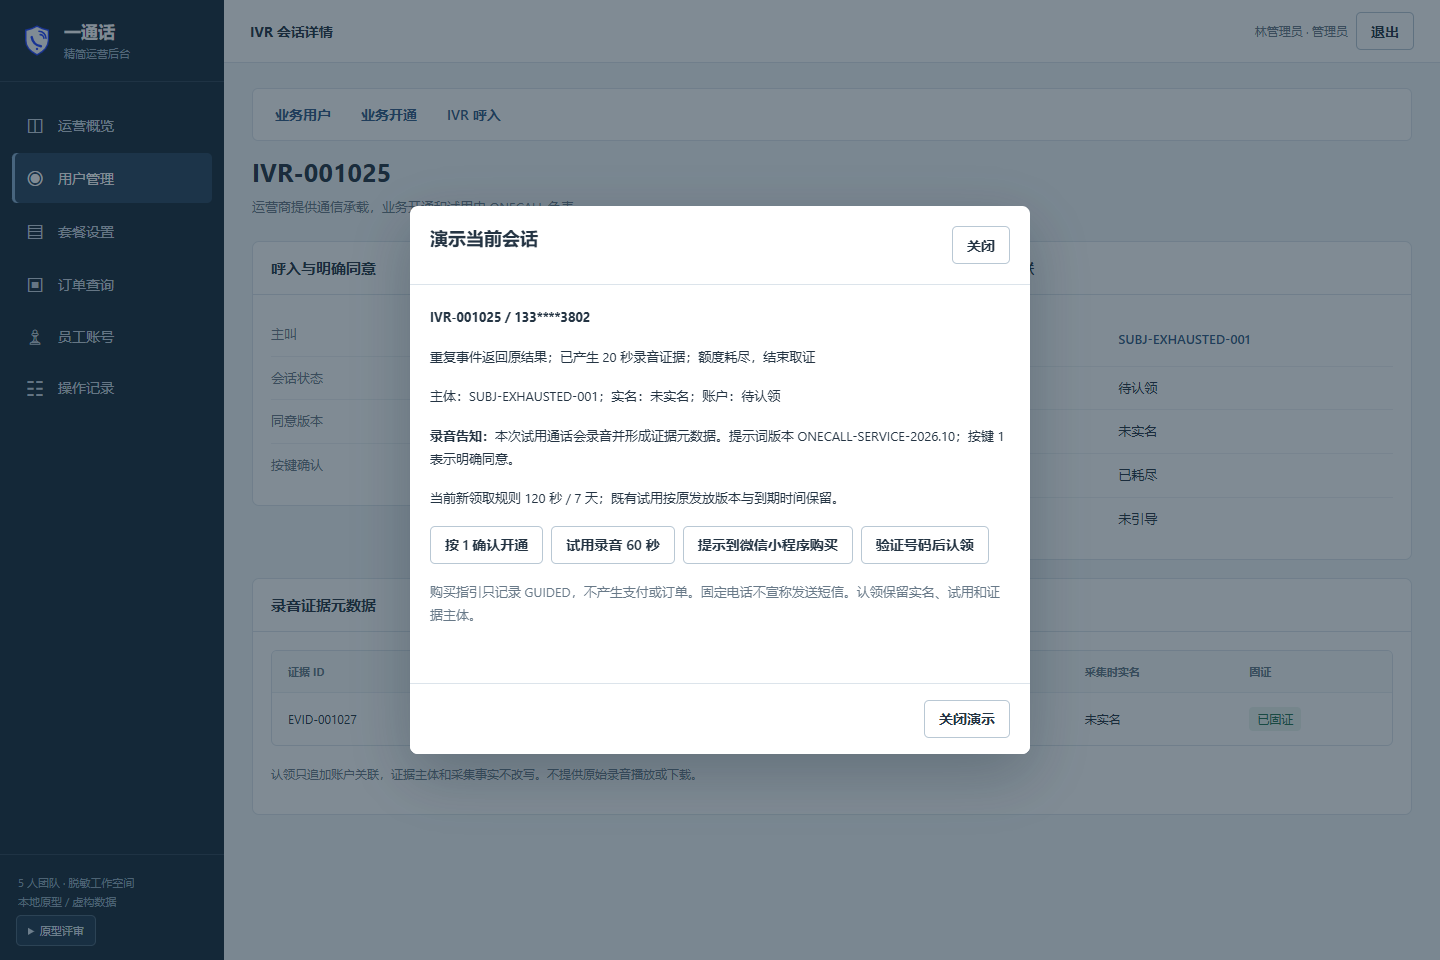 一通话
精简运营后台
运营概览
用户管理
套餐设置
订单查询
员工账号
操作记录
5 人团队 · 脱敏工作空间
本地原型 / 虚构数据
▶ 原型评审
IVR 会话详情
林管理员 · 管理员
退出
业务用户
业务开通
IVR 呼入
IVR-001025
运营商提供通信承载，业务开通和试用由 ONECALL 负责
呼入与明确同意
主叫
会话状态
同意版本
按键确认
SUBJ-EXHAUSTED-001
待认领
未实名
已耗尽
未引导
录音证据元数据
证据 ID
采集时实名
固证
EVID-001027
未实名
已固证
认领只追加账户关联，证据主体和采集事实不改写。不提供原始录音播放或下载。
演示当前会话
关闭
IVR-001025 / 133****3802
重复事件返回原结果；已产生 20 秒录音证据；额度耗尽，结束取证
主体：SUBJ-EXHAUSTED-001；实名：未实名；账户：待认领
录音告知：本次试用通话会录音并形成证据元数据。提示词版本 ONECALL-SERVICE-2026.10；按键 1
表示明确同意。
当前新领取规则 120 秒 / 7 天；既有试用按原发放版本与到期时间保留。
按 1 确认开通
试用录音 60 秒
提示到微信小程序购买
验证号码后认领
购买指引只记录 GUIDED，不产生支付或订单。固定电话不宣称发送短信。认领保留实名、试用和证
据主体。
关闭演示